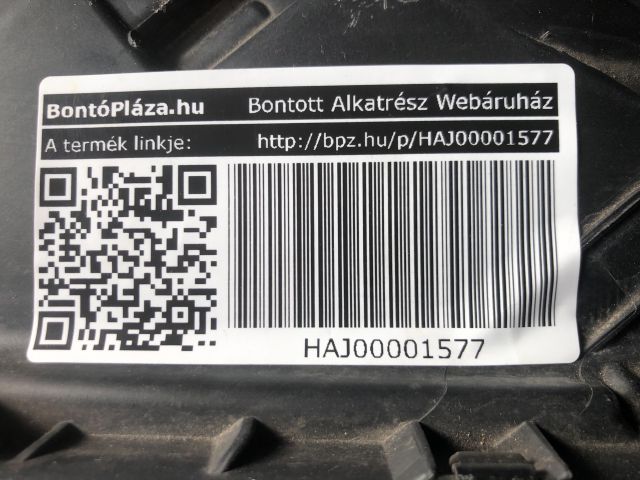 BontóPláza.hu Bontott Alkatrész Webáruház
A termék linkje: http://bpz.hu/p/HAJ00001577
HAJ00001577